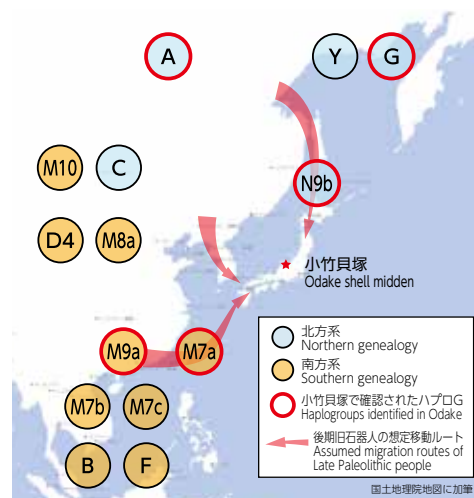 A
Y
G
M10
C
N9b
D4
M8a
小竹貝塚
Odake shell midden
M9a
M7a
M7b
M7c
B
F
北方系
Northern genealogy
南方系
Southern genealogy
小竹貝塚で確認されたハプロG
Haplogroups identified in Odake
後期旧石器人の想定移動ルート
Assumed migration routes of
Late Paleolithic people
国土地理院地図に加筆